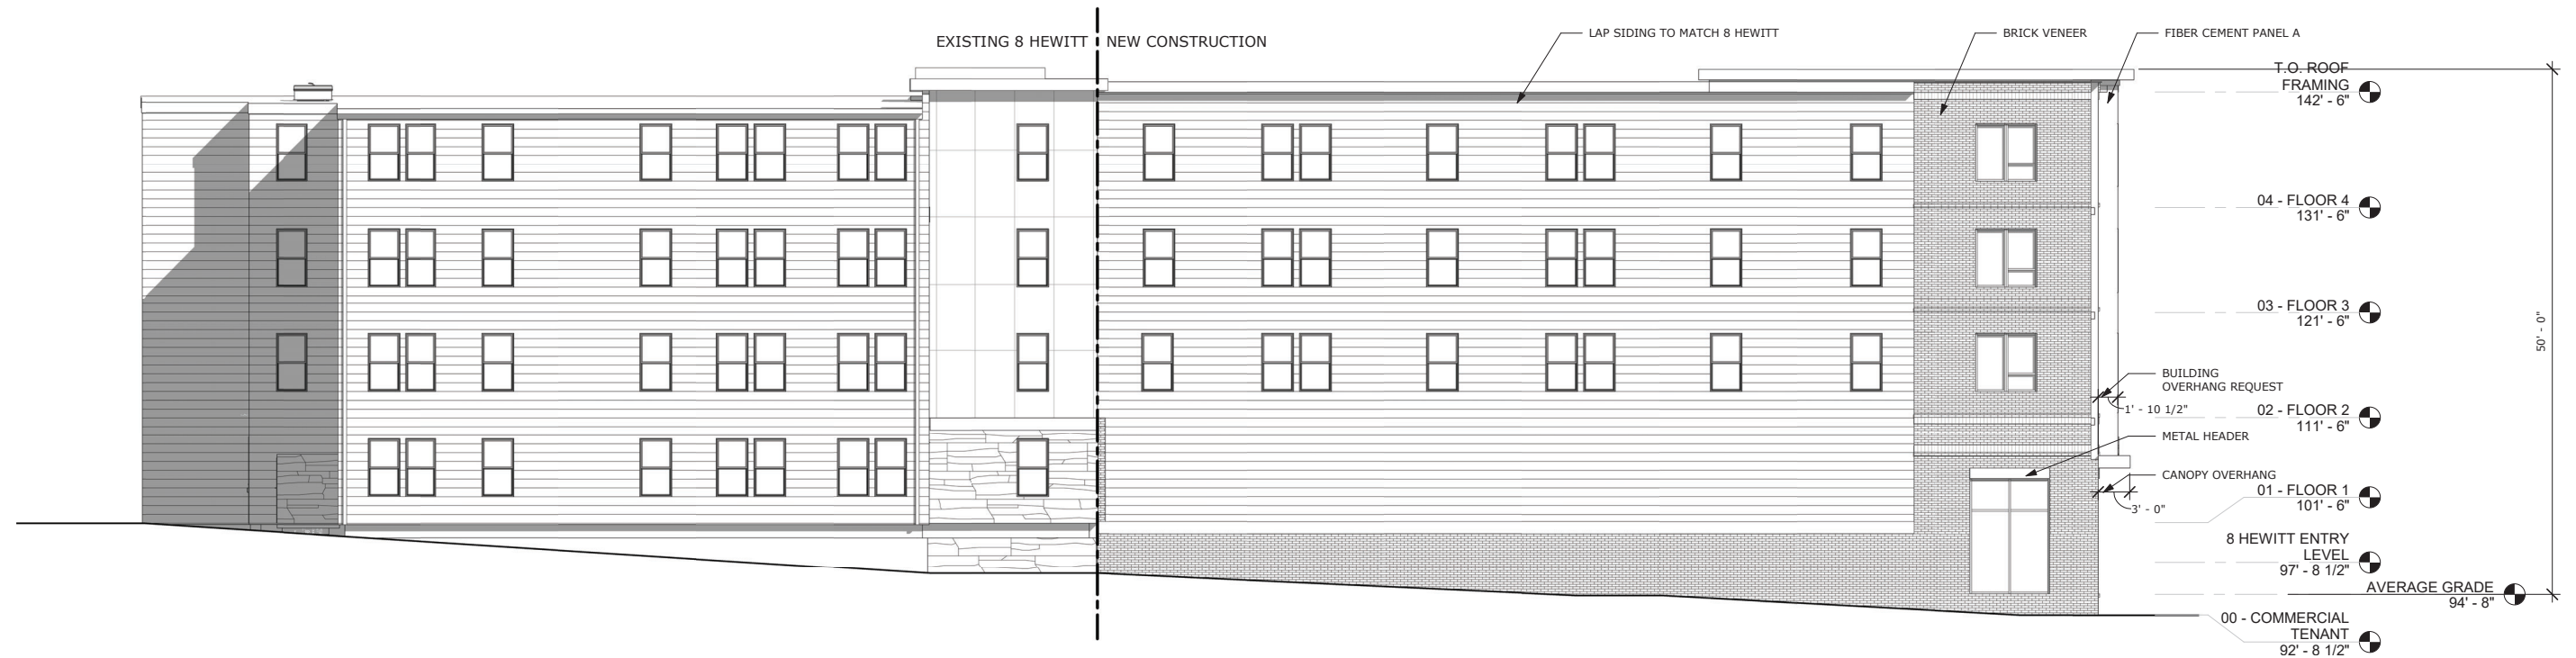 EXISTING 8 HEWITT
NEW CONSTRUCTION
LAP SIDING TO MATCH 8 HEWITT
BRICK VENEER
FIBER CEMENT PANEL A
T.O. ROOF
FRAMING
142' - 6"
04 - FLOOR 4
131' - 6"
03 - FLOOR 3
121' - 6"
50' - 0"
BUILDING
OVERHANG REQUEST
1' - 10 1/2"
02 - FLOOR 2
111' - 6"
METAL HEADER
CANOPY OVERHANG
3' - 0"
01 - FLOOR 1
101' - 6"
8 HEWITT ENTRY
LEVEL
97' - 8 1/2"
AVERAGE GRADE
94' - 8"
00 - COMMERCIAL
TENANT
92' - 8 1/2"